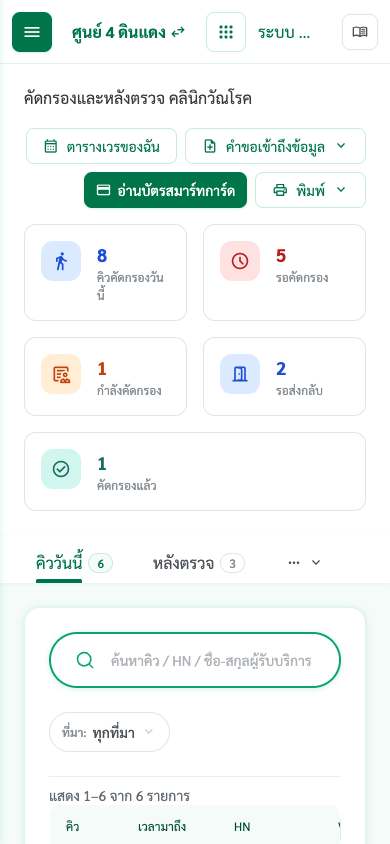 ศูนย์ 4 ดินแดง
ระบบ ...
คัดกรองและหลังตรวจ คลินิกวัณโรค
ตารางเวรของฉัน
คำขอเข้าถึงข้อมูล
อ่านบัตรสมาร์ทการ์ด
พิมพ์
8
คิวคัดกรองวัน
นี้
5
รอคัดกรอง
1
กำลังคัดกรอง
2
รอส่งกลับ
1
คัดกรองแล้ว
คิววันนี้ 6
หลังตรวจ 3
ค้นหาคิว / HN / ชื่อ-สกุลผู้รับบริการ
ที่มา: ทุกที่มา
แสดง 1–6 จาก 6 รายการ
คิว เวลามาถึง HN